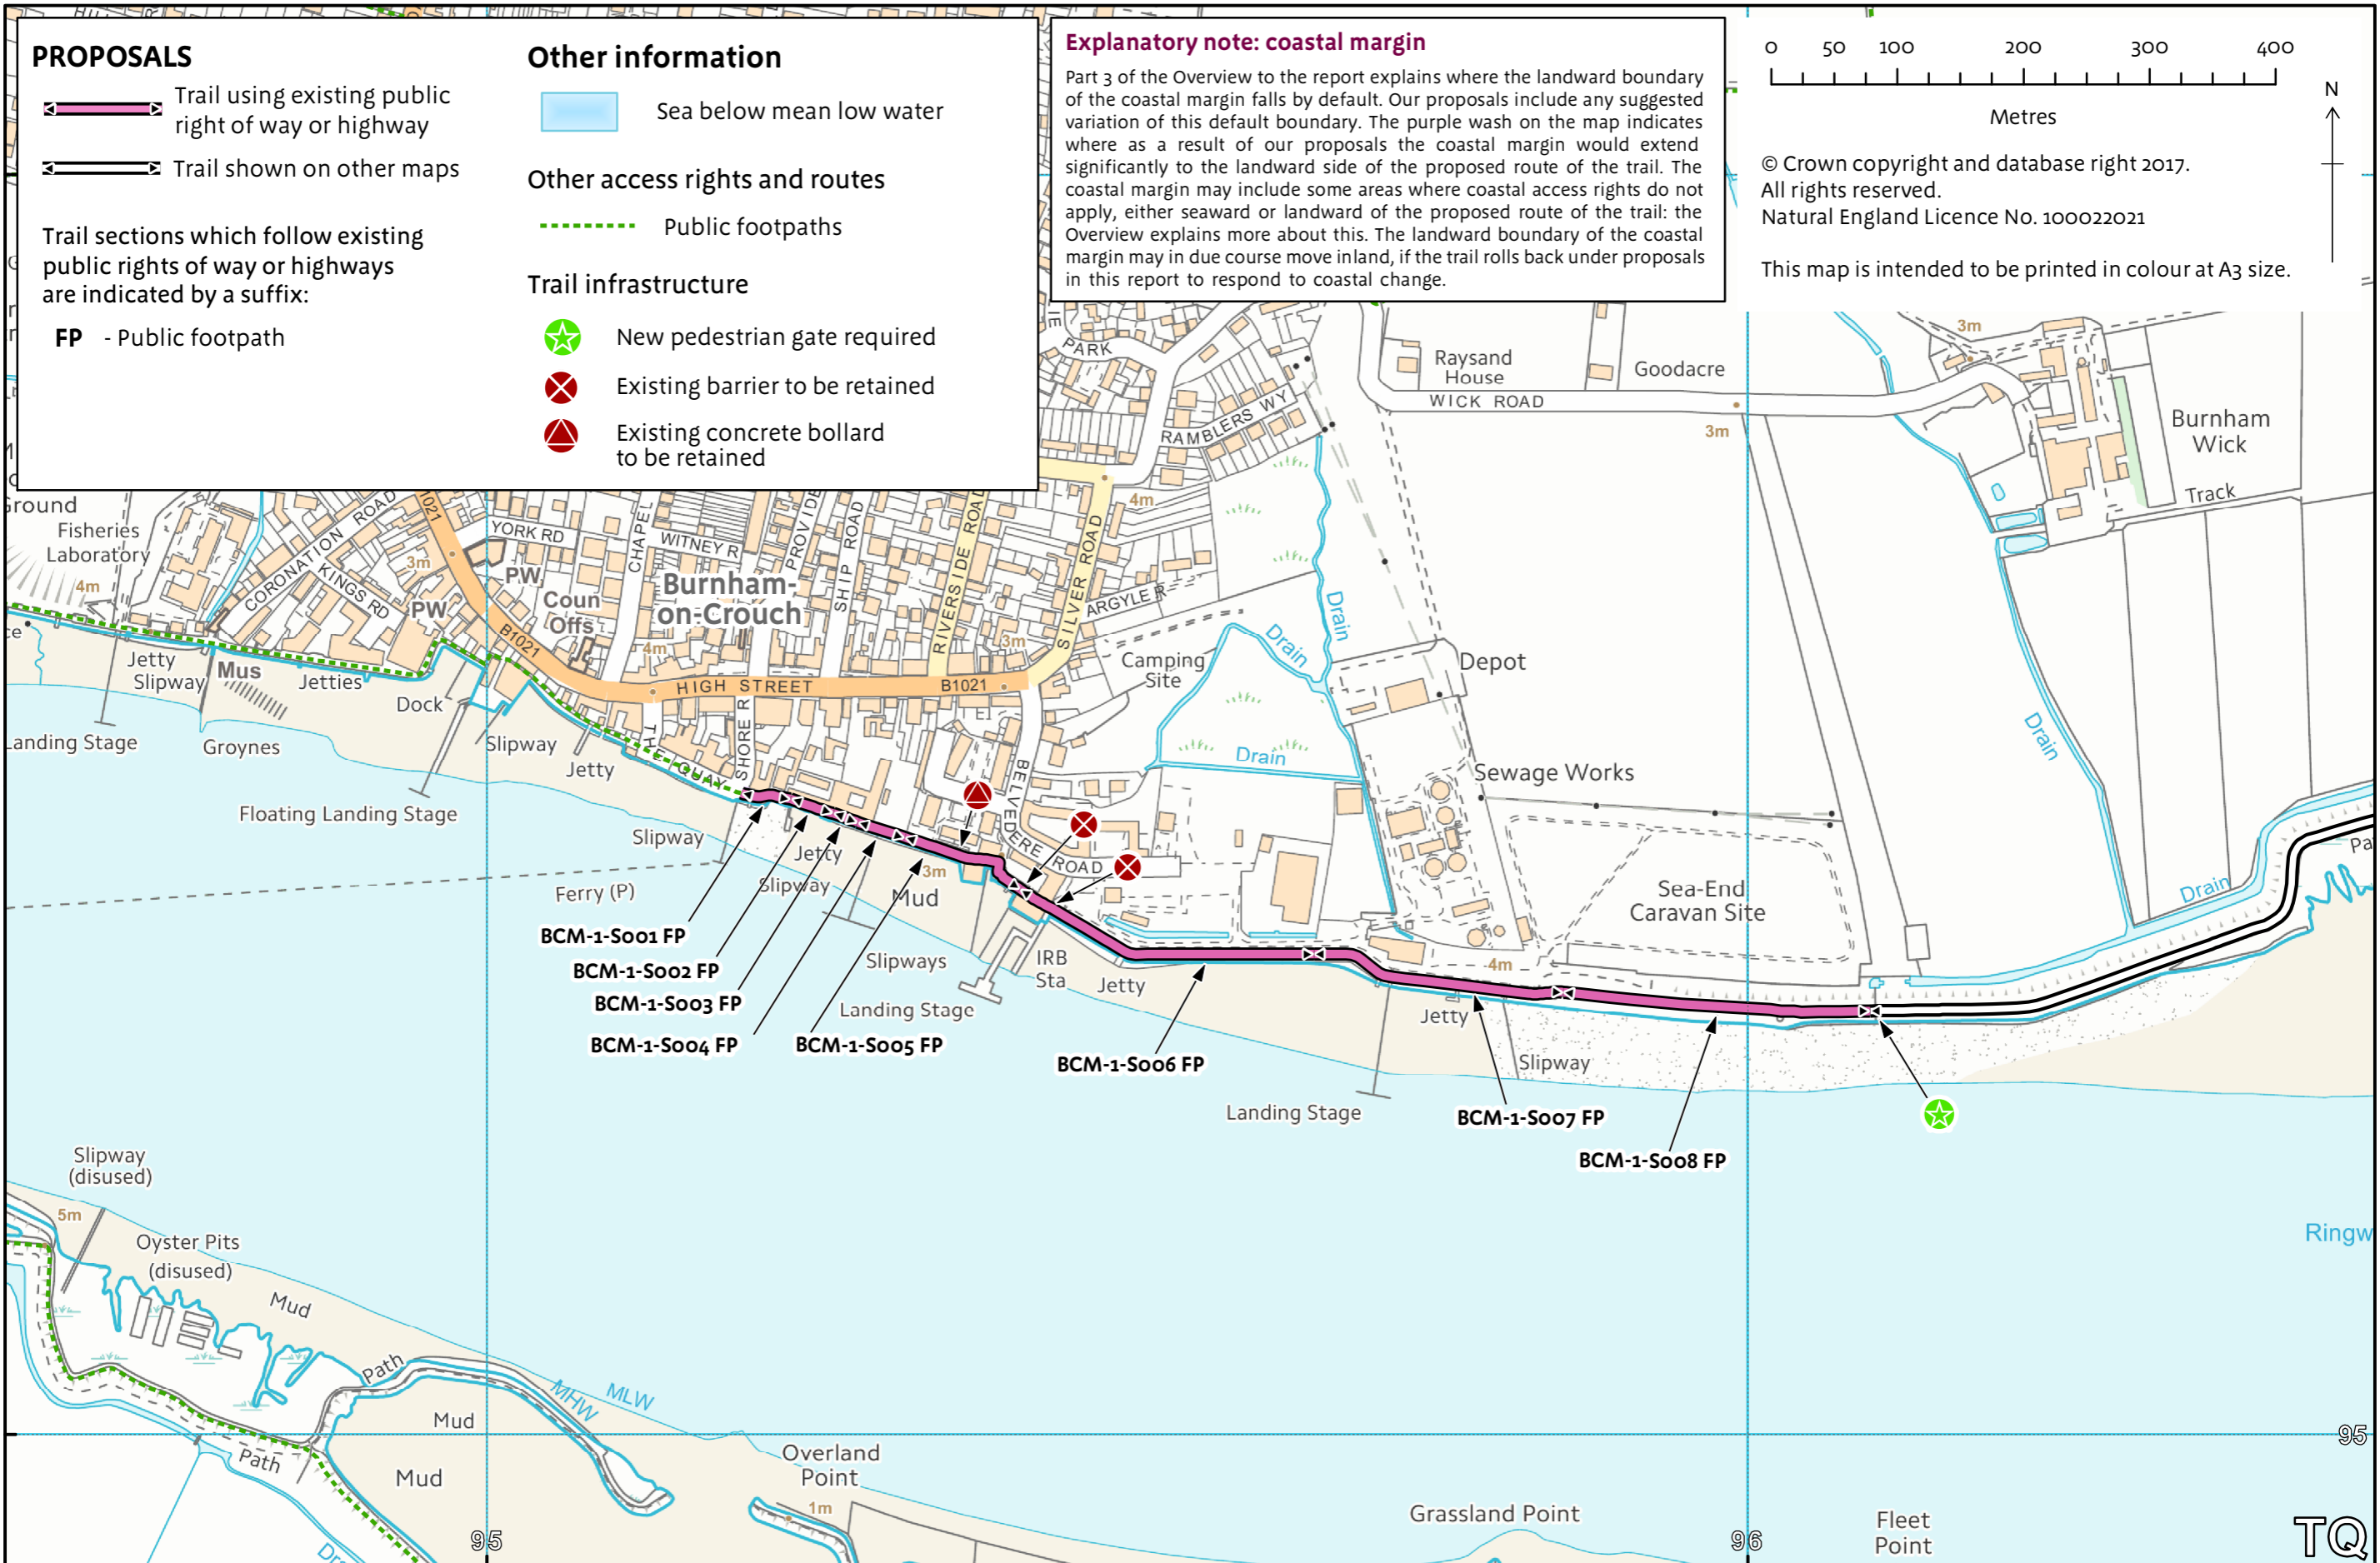 PROPOSALS
Trail using existing public
right of way or highway
Trail shown on other maps
Trail sections which follow existing
public rights of way or highways
are indicated by a suffix:
FP - Public footpath
Other information
Sea below mean low water
Other access rights and routes
Public footpaths
Trail infrastructure
New pedestrian gate required
Existing barrier to be retained
Existing concrete bollard
to be retained
Explanatory note: coastal margin
Part 3 of the Overview to the report explains where the landward boundary
of the coastal margin falls by default. Our proposals include any suggested
variation of this default boundary. The purple wash on the map indicates
where as a result of our proposals the coastal margin would extend
significantly to the landward side of the proposed route of the trail. The
coastal margin may include some areas where coastal access rights do not
apply, either seaward or landward of the proposed route of the trail: the
Overview explains more about this. The landward boundary of the coastal
margin may in due course move inland, if the trail rolls back under proposals
in this report to respond to coastal change.
0 50 100 200 300 400
Metres
N
© Crown copyright and database right 2017.
All rights reserved.
Natural England Licence No. 100022021
This map is intended to be printed in colour at A3 size.
PARK
RAMBLERS WY
Raysand
House
Goodacre
WICK ROAD
3m
3m
Burnham
Wick
Track
Ground
Fisheries
Laboratory
4m
CORONATION ROAD
KINGS RD
1021
3m
YORK RD
PW
PW
Coun
Offs
CHAPEL
WITNEY R
PROVIDE
SHIP ROAD
RIVERSIDE ROAD
SILVER ROAD
4m
ARGYLE R
Burnham-
on-Crouch
B1021
4m
3m
HIGH STREET
B1021
Camping
Site
Drain
Drain
Drain
Depot
Sewage Works
Drain
Jetty
Slipway
Mus
Jetties
Dock
Landing Stage
Groynes
Slipway
Jetty
THE QUAY
SHORE R
BELVEDERE ROAD
Floating Landing Stage
Slipway
Jetty
Slipway
3m
Mud
Ferry (P)
Sea-End
Caravan Site
Drain
Pa
BCM-1-S001 FP
BCM-1-S002 FP
BCM-1-S003 FP
BCM-1-S004 FP
BCM-1-S005 FP
BCM-1-S006 FP
BCM-1-S007 FP
BCM-1-S008 FP
Slipways
Landing Stage
IRB
Sta
Jetty
4m
Jetty
Slipway
Landing Stage
Slipway
(disused)
5m
Oyster Pits
(disused)
Mud
Ringw
Path
MHW
MLW
Mud
Path
Mud
Overland
Point
1m
Grassland Point
Fleet
Point
95
95
96
TQ